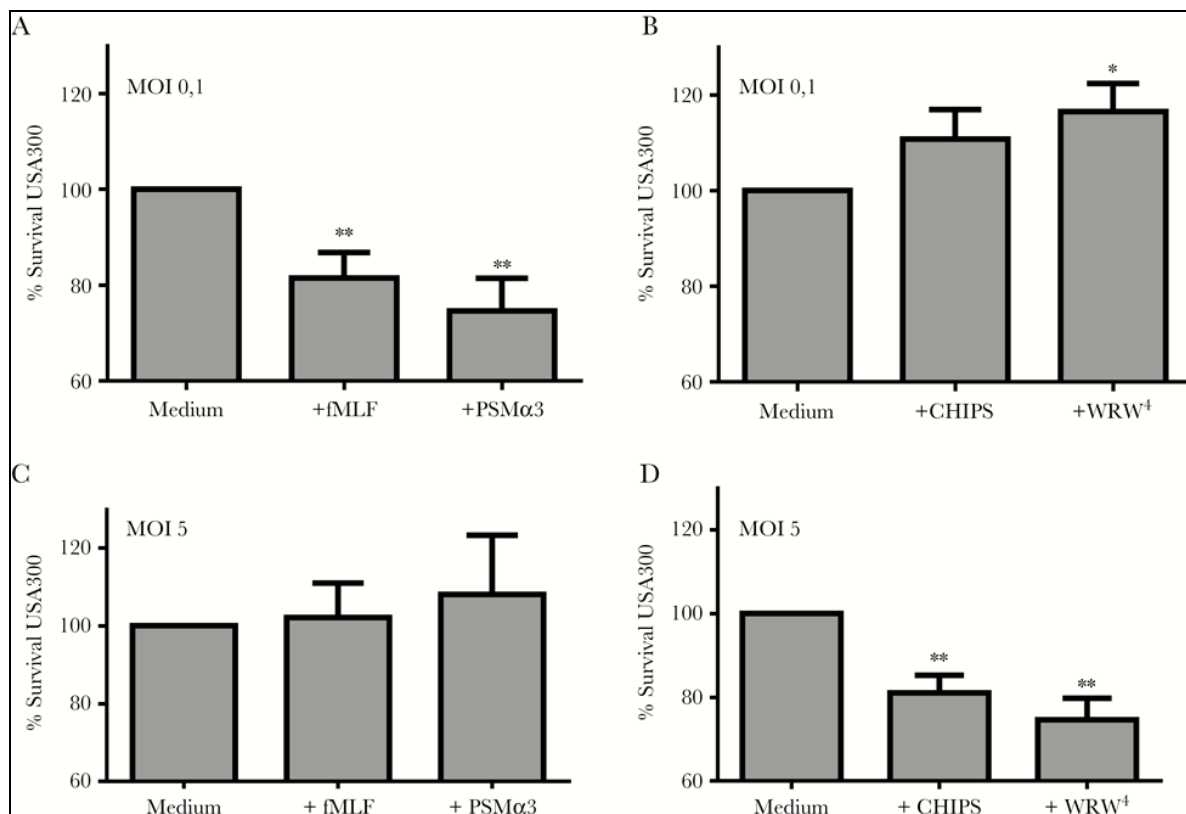 A
MOI 0,1
% Survival USA300
120
100
80
60
**
**
Medium
+fMLF
+PSMα3
B
MOI 0,1
% Survival USA300
120
100
80
60
*
Medium
+CHIPS
+WRW⁴
C
MOI 5
% Survival USA300
120
100
80
60
Medium
+ fMLF
+ PSMα3
D
MOI 5
% Survival USA300
120
100
80
60
**
**
Medium
+ CHIPS
+ WRW⁴